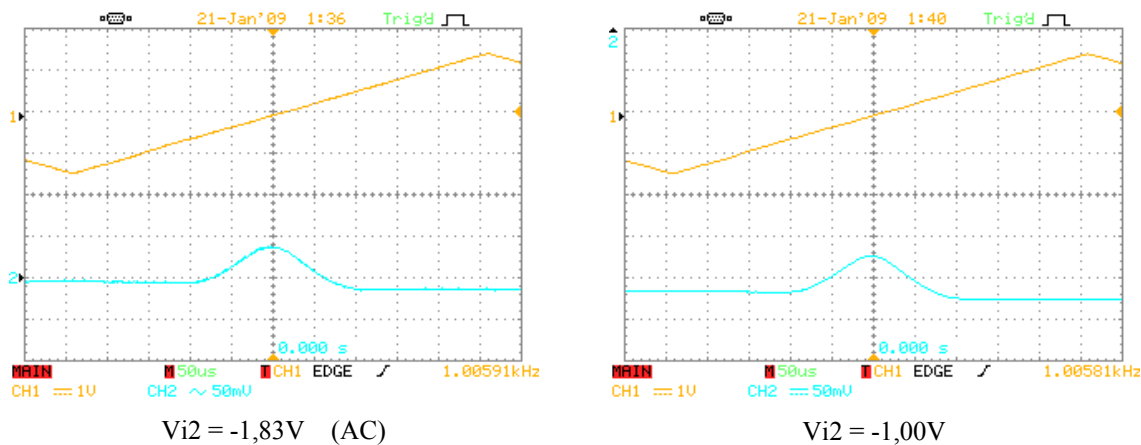 21-Jan'09 1:36 Trig'd
1
2
0.000 s
MAIN M 50us T CH1 EDGE 1.00591kHz
CH1 1V CH2 50mV
Vi2 = -1,83V (AC)
21-Jan'09 1:40 Trig'd
2
1
0.000 s
MAIN M 50us T CH1 EDGE 1.00581kHz
CH1 1V CH2 50mV
Vi2 = -1,00V